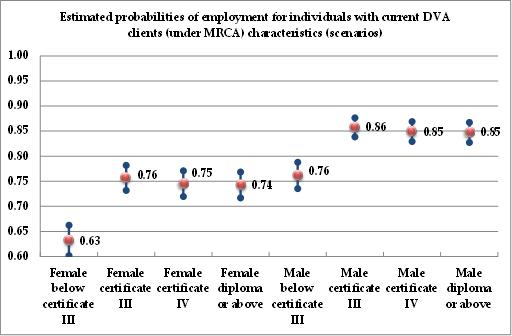 Estimated probabilities of employment for individuals with current DVA
clients (under MRCA) characteristics (scenarios)
1.00
0.95
0.90
0.85
0.80
0.75
0.70
0.65
0.60
0.63
0.76
0.75
0.74
0.76
0.86
0.85
0.85
Female below certificate III
Female certificate III
Female certificate IV
Female diploma or above
Male below certificate III
Male certificate III
Male certificate IV
Male diploma or above